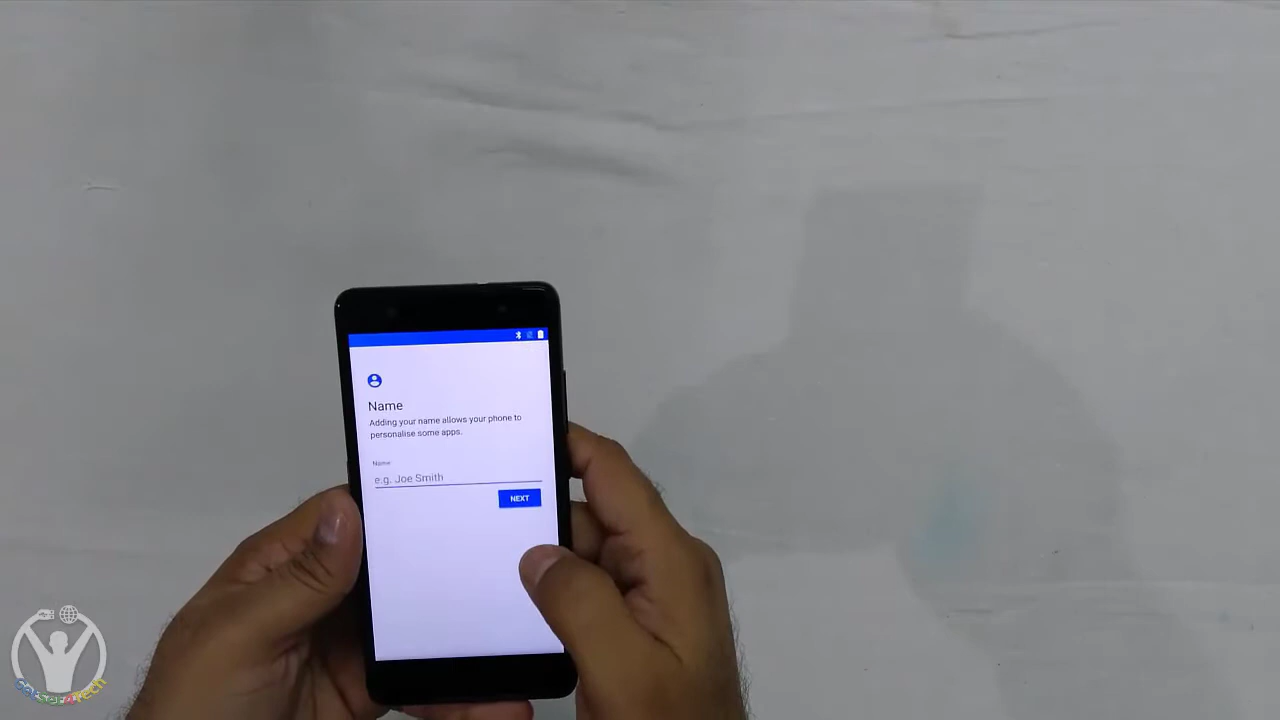 Name
Adding your name allows your phone to
personalise some apps.
Name
e.g. Joe Smith
NEXT